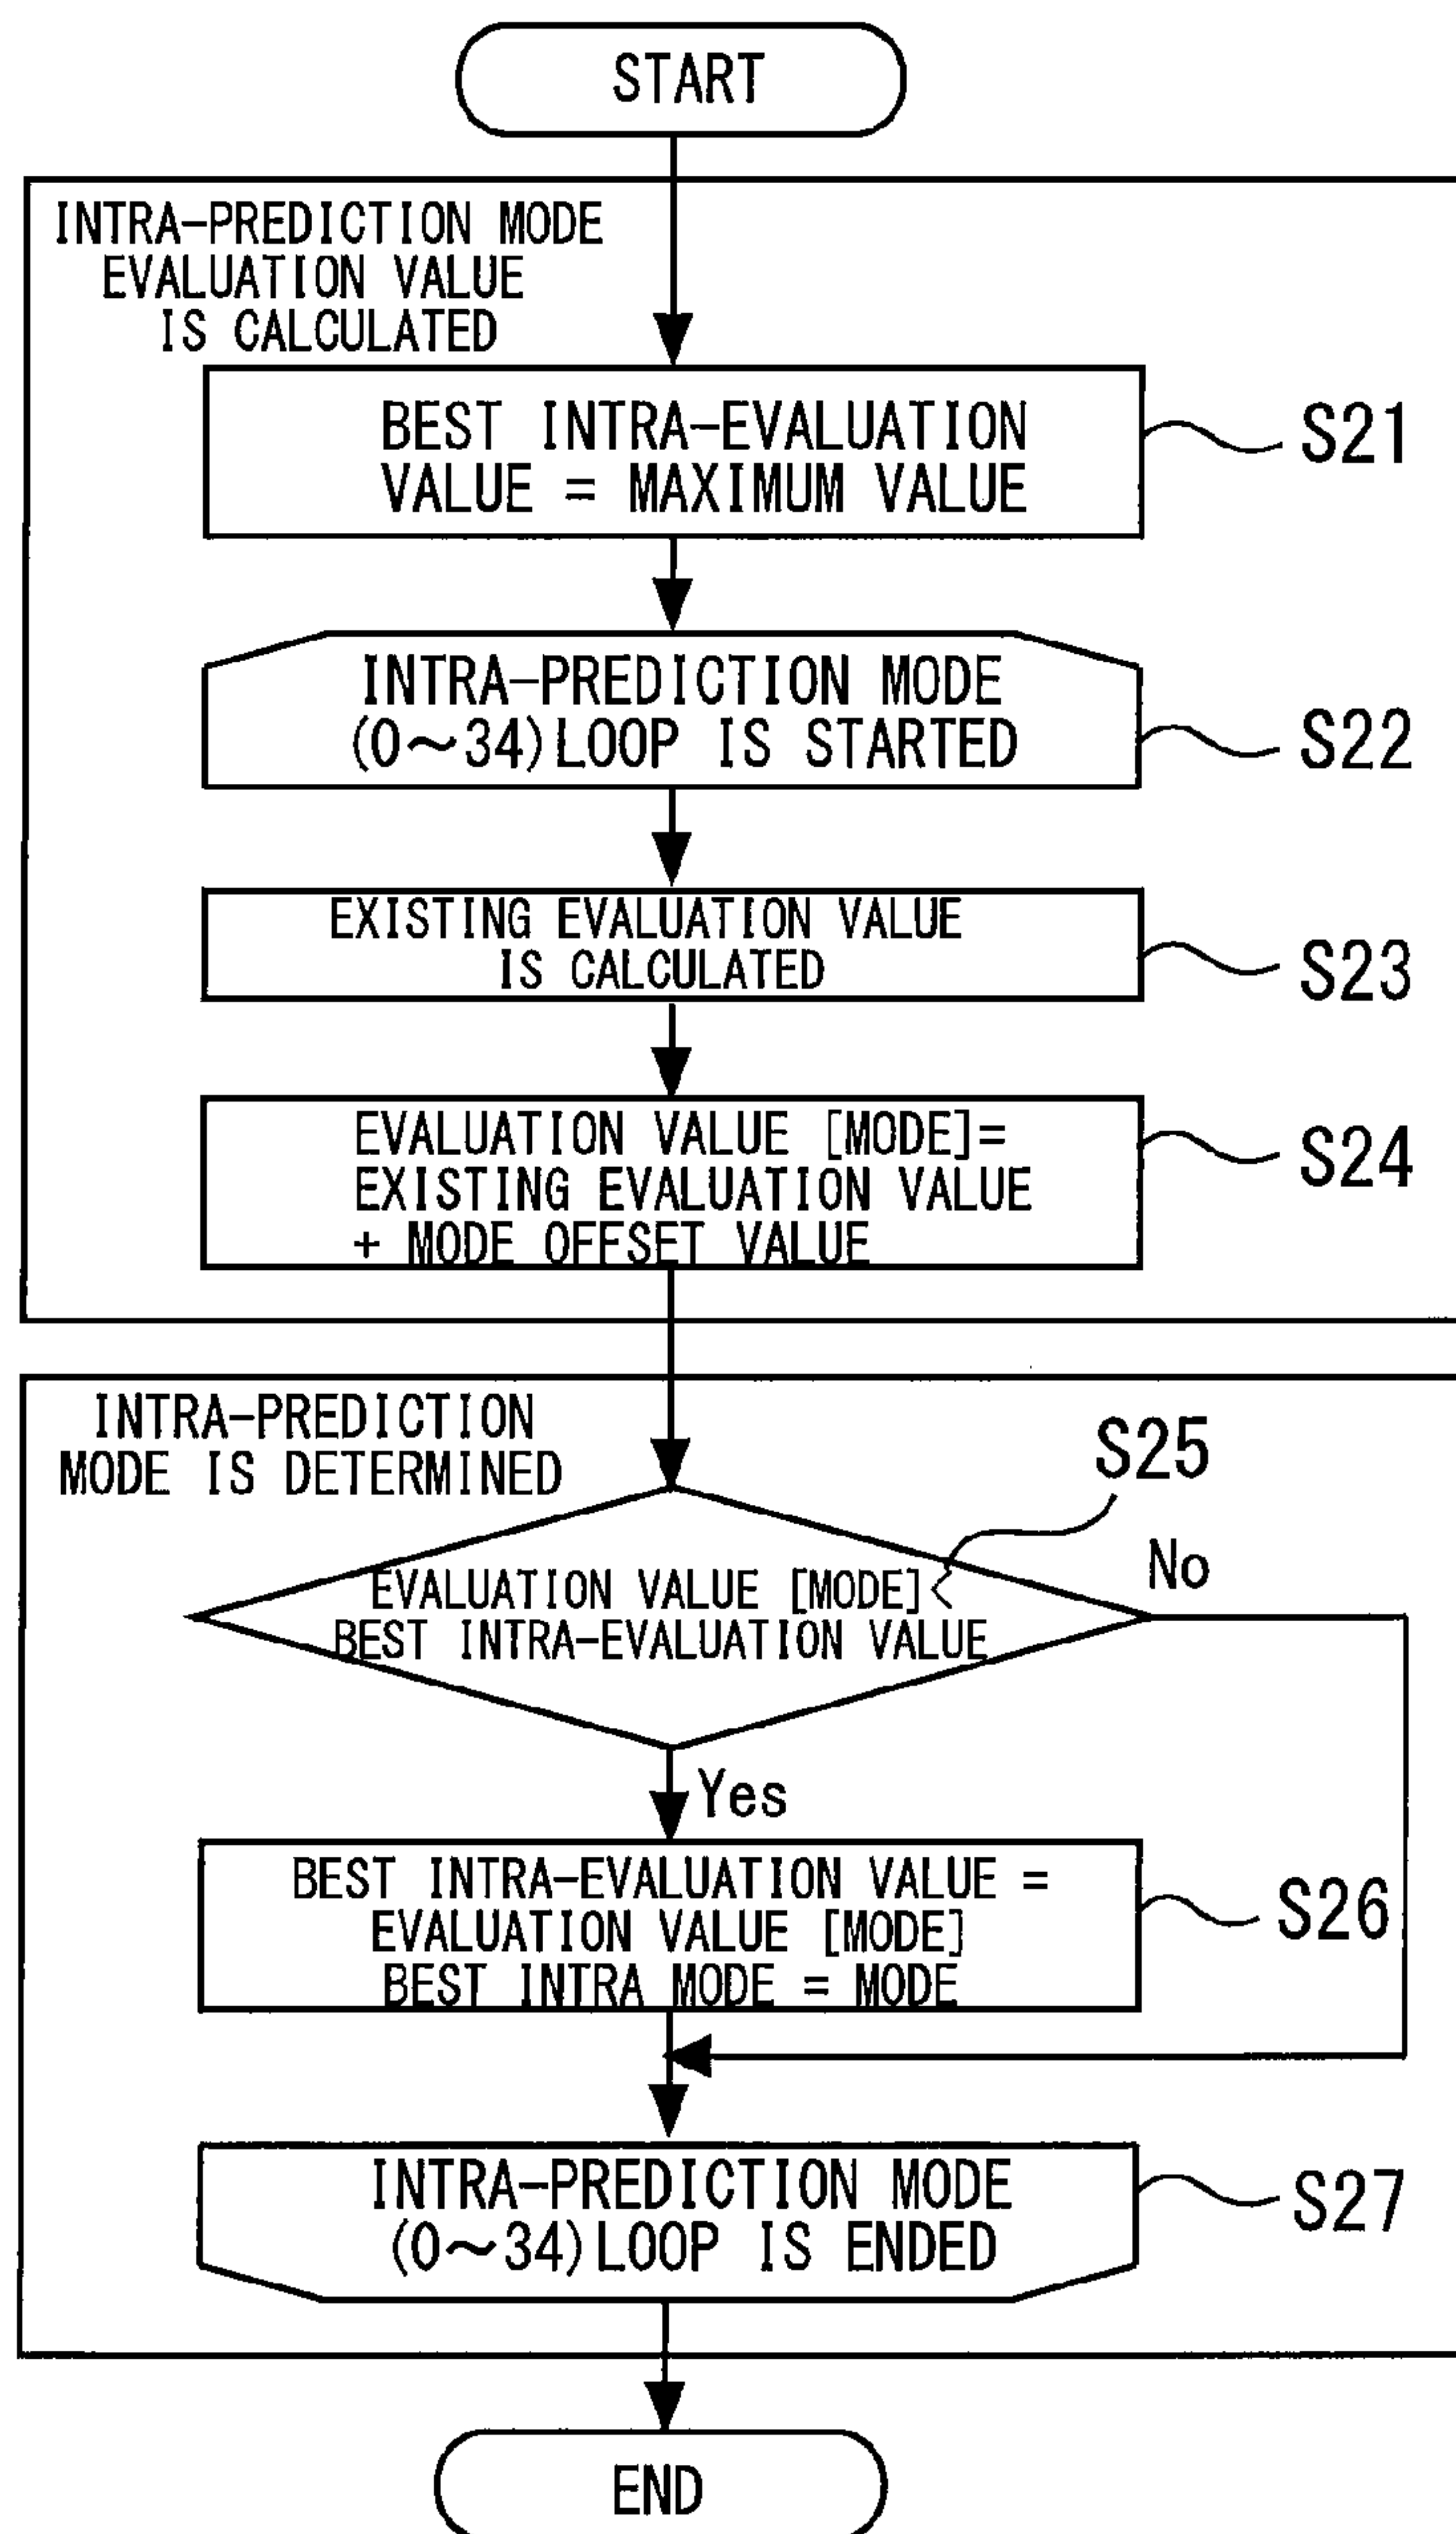 START
INTRA-PREDICTION MODE
EVALUATION VALUE
IS CALCULATED
BEST INTRA-EVALUATION
VALUE = MAXIMUM VALUE
S21
INTRA-PREDICTION MODE
(0~34)LOOP IS STARTED
S22
EXISTING EVALUATION VALUE
IS CALCULATED
S23
EVALUATION VALUE [MODE]=
EXISTING EVALUATION VALUE
+ MODE OFFSET VALUE
S24
INTRA-PREDICTION
MODE IS DETERMINED
S25
EVALUATION VALUE [MODE]<
BEST INTRA-EVALUATION VALUE
No
Yes
BEST INTRA-EVALUATION VALUE =
EVALUATION VALUE [MODE]
BEST INTRA MODE = MODE
S26
INTRA-PREDICTION MODE
(0~34)LOOP IS ENDED
S27
END